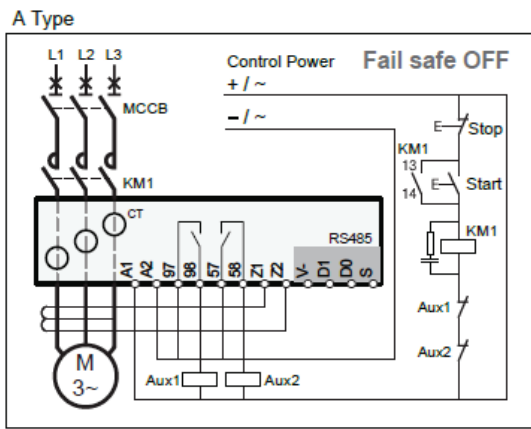 A Type
L1 L2 L3
Control Power
Fail safe OFF
+ / ~
− / ~
MCCB
E
Stop
KM1
13
14
E
Start
KM1
CT
RS485
KM1
A1 A2 97 98 57 58 Z1 Z2 V- D1 D0 S
Aux1
Aux2
M
3~
Aux1
Aux2